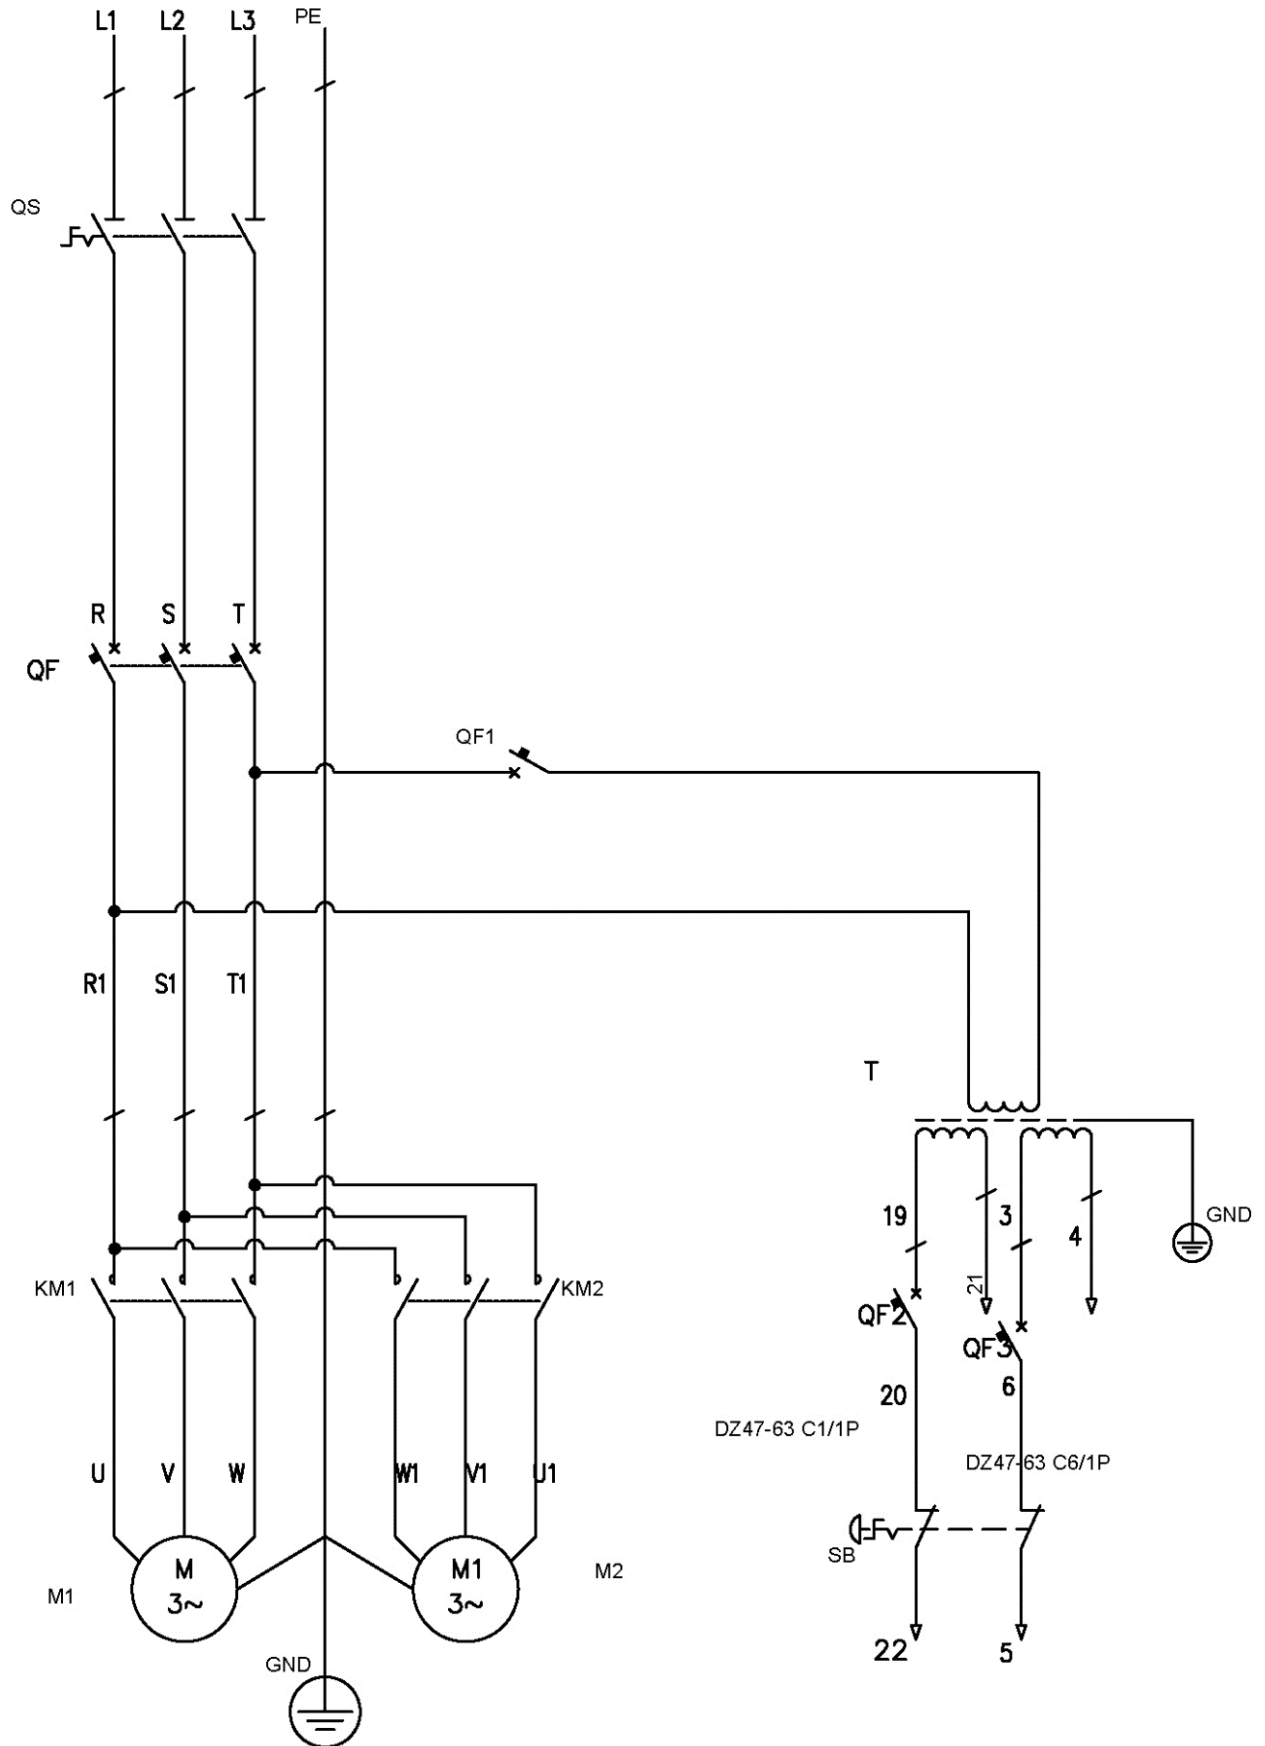 L1 L2 L3 PE
QS
R S T
QF
QF1
R1 S1 T1
T
19 3 4 GND
21
KM1 KM2
QF2
QF3
20 6
DZ47-63 C1/1P
DZ47-63 C6/1P
U V W W1 V1 U1
SB
M M1
3~ 3~
M1 M2
22 5
GND